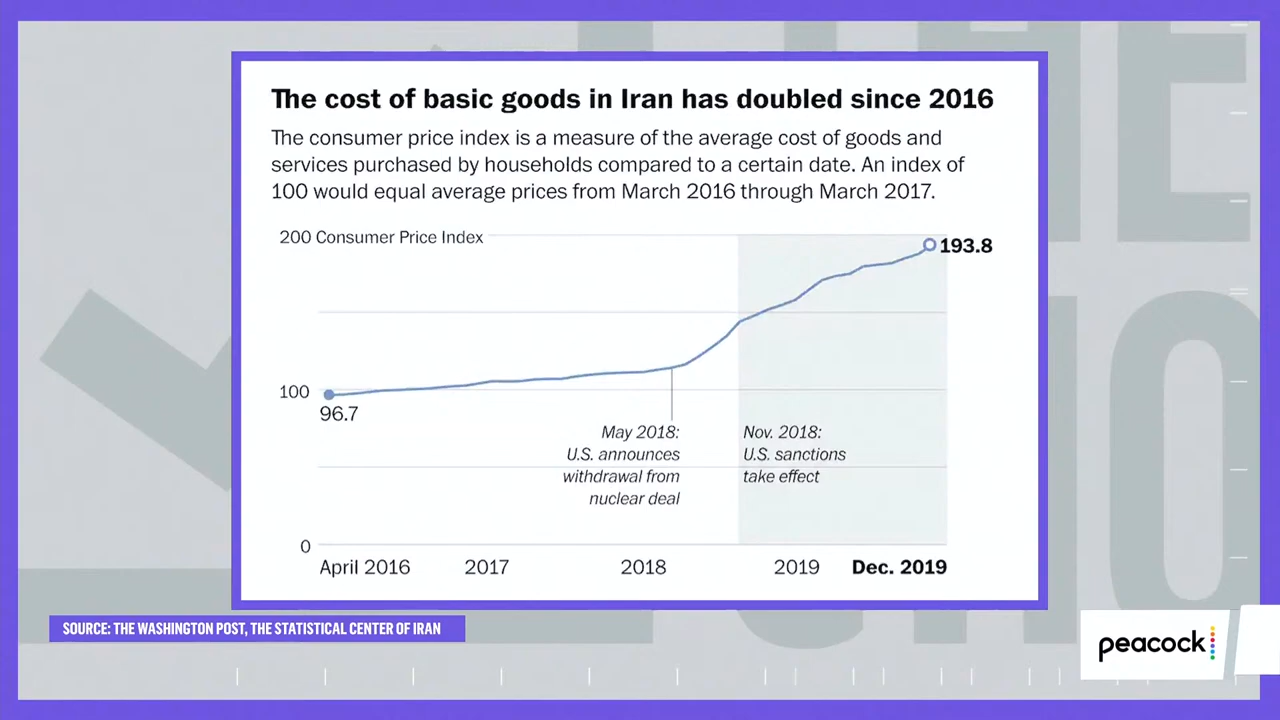 The cost of basic goods in Iran has doubled since 2016
The consumer price index is a measure of the average cost of goods and
services purchased by households compared to a certain date. An index of
100 would equal average prices from March 2016 through March 2017.
200 Consumer Price Index
193.8
100
96.7
May 2018:
U.S. announces
withdrawal from
nuclear deal
Nov. 2018:
U.S. sanctions
take effect
0
April 2016 2017 2018 2019 Dec. 2019
SOURCE: THE WASHINGTON POST, THE STATISTICAL CENTER OF IRAN
peacock